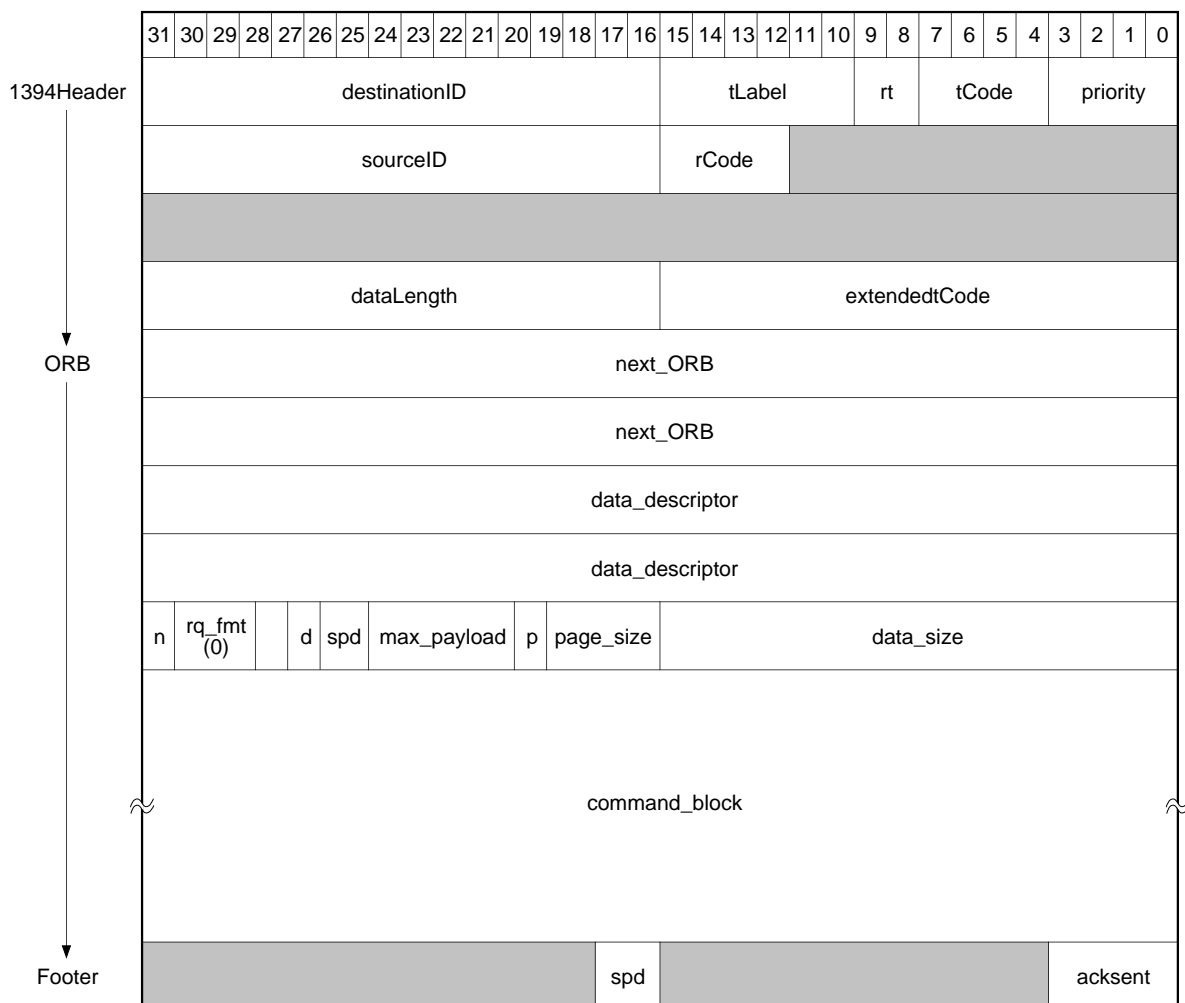 31 30 29 28 27 26 25 24 23 22 21 20 19 18 17 16 15 14 13 12 11 10 9 8 7 6 5 4 3 2 1 0
1394Header destinationID tLabel rt tCode priority
sourceID rCode
dataLength extendedtCode
ORB next_ORB
next_ORB
data_descriptor
data_descriptor
n rq_fmt (0) d spd max_payload p page_size data_size
command_block
Footer spd acksent